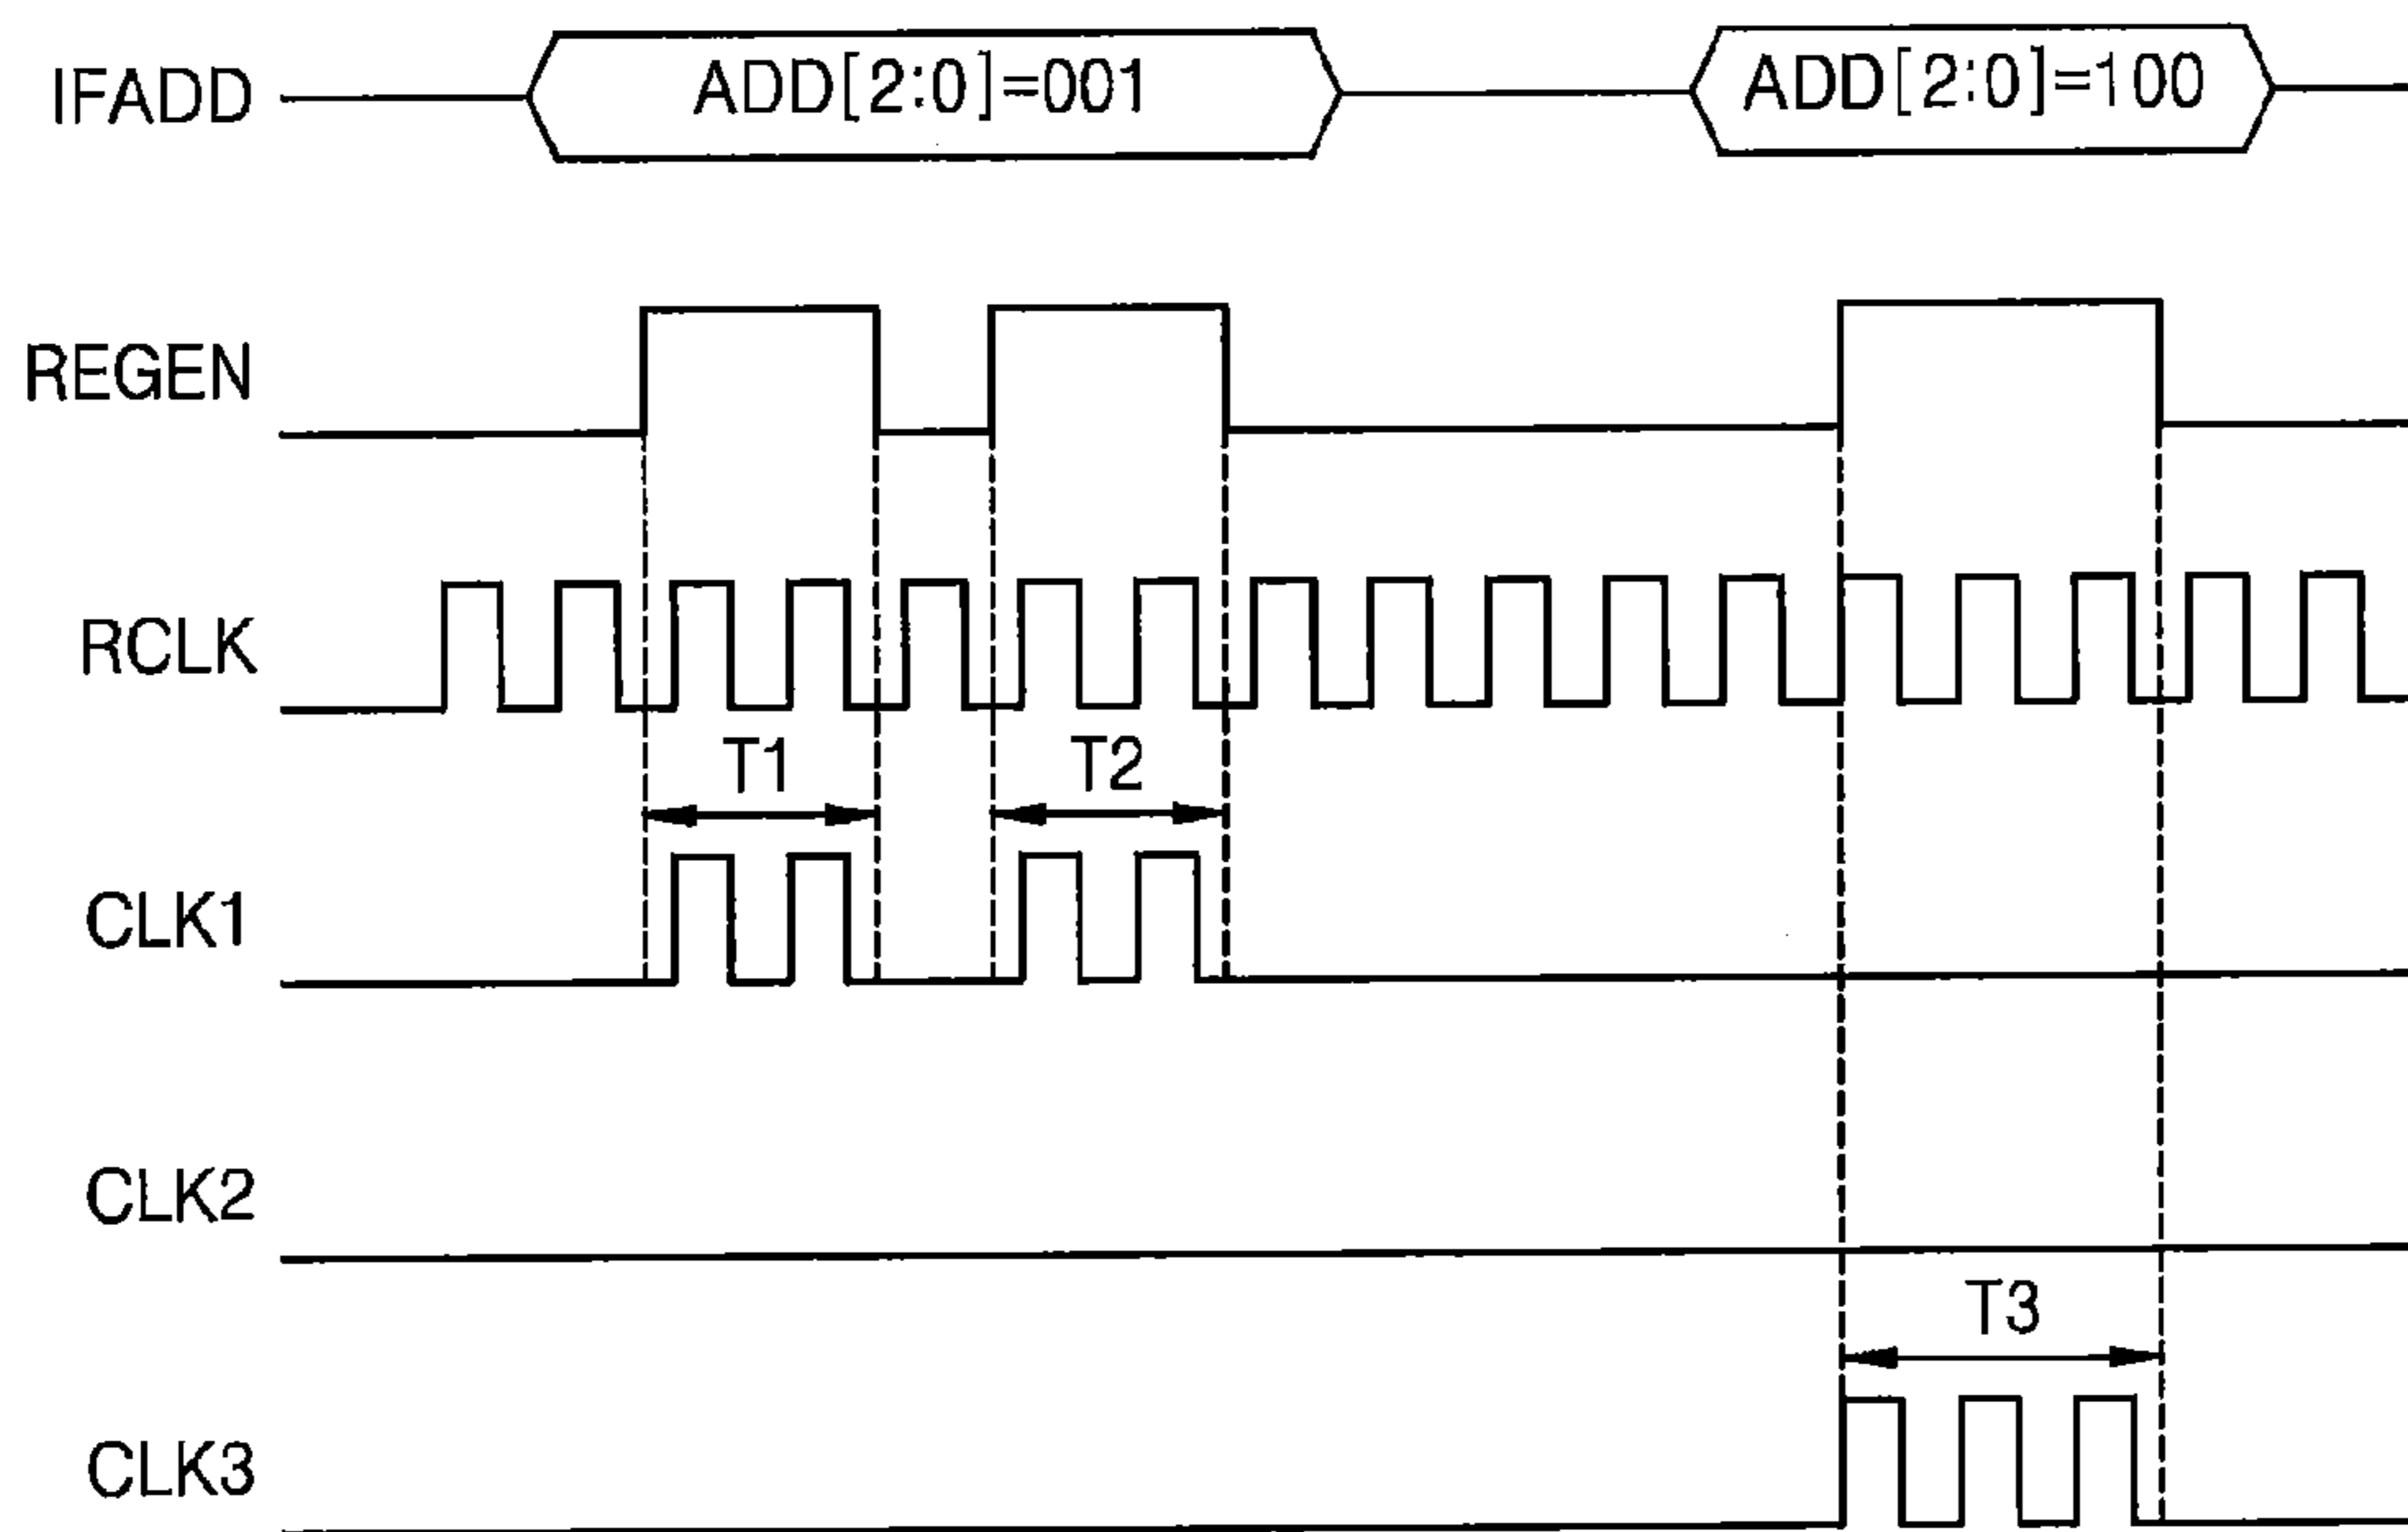 IFADD ADD[2:0]=001 ADD[2:0]=100
REGEN
RCLK
T1 T2
CLK1
CLK2
T3
CLK3